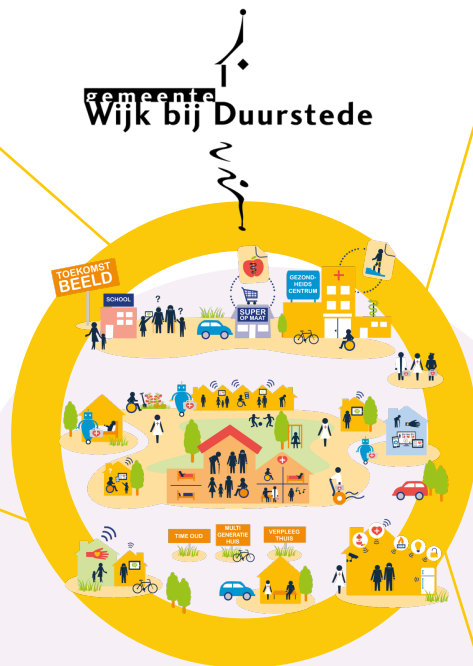 gemeente
Wijk bij Duurstede
TOEKOMST
BEELD
SCHOOL
?
?
SUPER
OP MAAT
GEZOND-
HEIDS
CENTRUM
TIME OUD
MULTI
GENERATIE
HUIS
VERPLEEG
THUIS